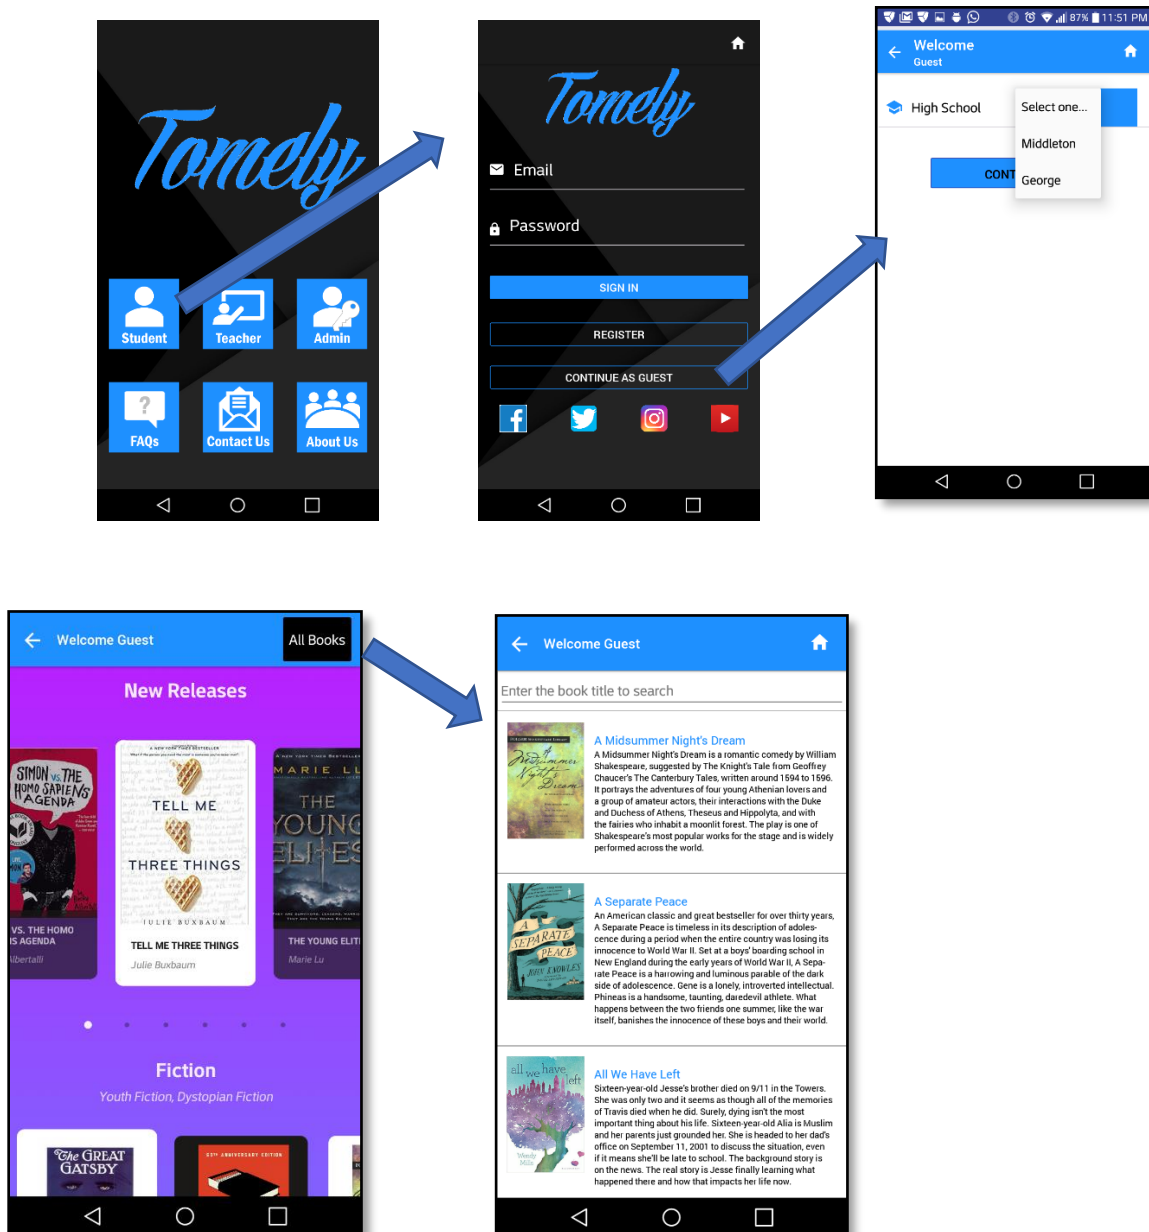 Tomely
Student
Teacher
Admin
?
FAQs
Contact Us
About Us
Tomely
Email
Password
SIGN IN
REGISTER
CONTINUE AS GUEST
87% 11:51 PM
Welcome
Guest
High School
Select one...
Middleton
George
CONT
Welcome Guest
All Books
New Releases
SIMON VS. THE
HOMO SAPIENS
AGENDA
VS. THE HOMO
IS AGENDA
Albertalli
A NEW YORK TIMES BESTSELLER
TELL ME
THREE THINGS
JULIE BUXBAUM
TELL ME THREE THINGS
Julie Buxbaum
A NEW YORK TIMES BESTSELLER
MARIE LU
THE
YOUNG
ELITES
THE YOUNG ELIT
Marie Lu
Fiction
Youth Fiction, Dystopian Fiction
The GREAT
GATSBY
Welcome Guest
Enter the book title to search
A
Midsummer
Night's
Dream
A Midsummer Night's Dream
A Midsummer Night's Dream is a romantic comedy by William
Shakespeare, suggested by The Knight's Tale from Geoffrey
Chaucer's The Canterbury Tales, written around 1594 to 1596.
It portrays the adventures of four young Athenian lovers and
a group of amateur actors, their interactions with the Duke
and Duchess of Athens, Theseus and Hippolyta, and with
the fairies who inhabit a moonlit forest. The play is one of
Shakespeare's most popular works for the stage and is widely
performed across the world.
A
SEPARATE
PEACE
JOHN KNOWLES
A Separate Peace
An American classic and great bestseller for over thirty years,
A Separate Peace is timeless in its description of adoles-
cence during a period when the entire country was losing its
innocence to World War II. Set at a boys' boarding school in
New England during the early years of World War II, A Sepa-
rate Peace is a harrowing and luminous parable of the dark
side of adolescence. Gene is a lonely, introverted intellectual.
Phineas is a handsome, taunting, daredevil athlete. What
happens between the two friends one summer, like the war
itself, banishes the innocence of these boys and their world.
all we have left
Wendy
Mills
All We Have Left
Sixteen-year-old Jesse's brother died on 9/11 in the Towers.
She was only two and it seems as though all of the memories
of Travis died when he did. Surely, dying isn't the most
important thing about his life. Sixteen-year-old Alia is Muslim
and her parents just grounded her. She is headed to her dad's
office on September 11, 2001 to discuss the situation, even
if it means she'll be late to school. The background story is
on the news. The real story is Jesse finally learning what
happened there and how that impacts her life now.